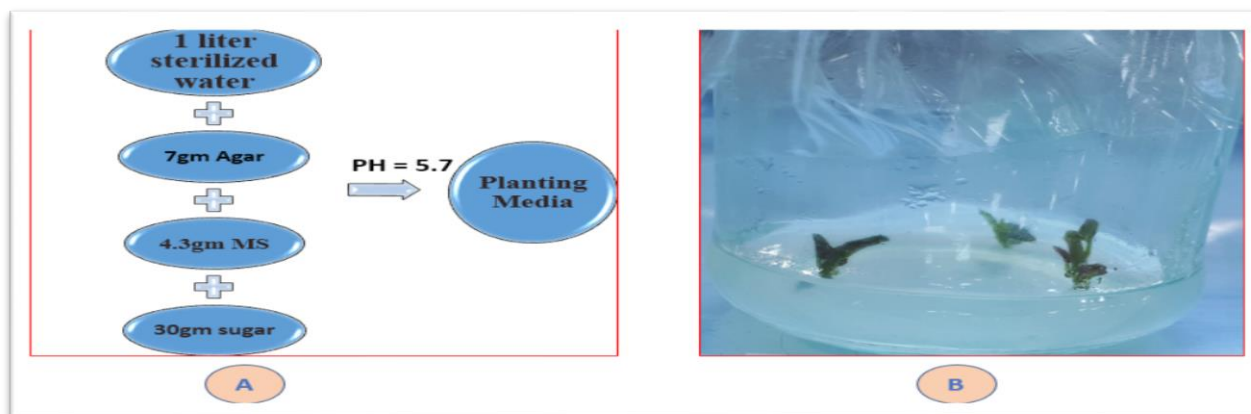 1 liter
sterilized
water
7gm Agar
4.3gm MS
30gm sugar
PH = 5.7
Planting
Media
A
B